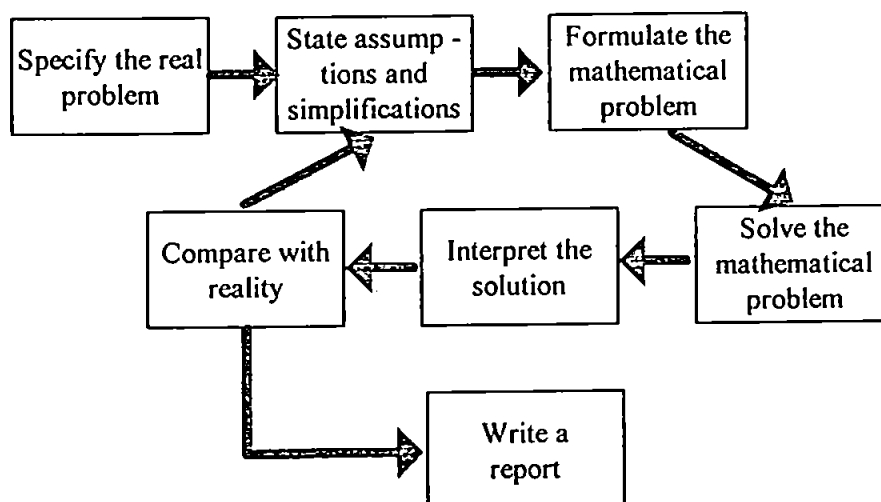 Specify the real
problem
State assump -
tions and
simplifications
Formulate the
mathematical
problem
Compare with
reality
Interpret the
solution
Solve the
mathematical
problem
Write a
report